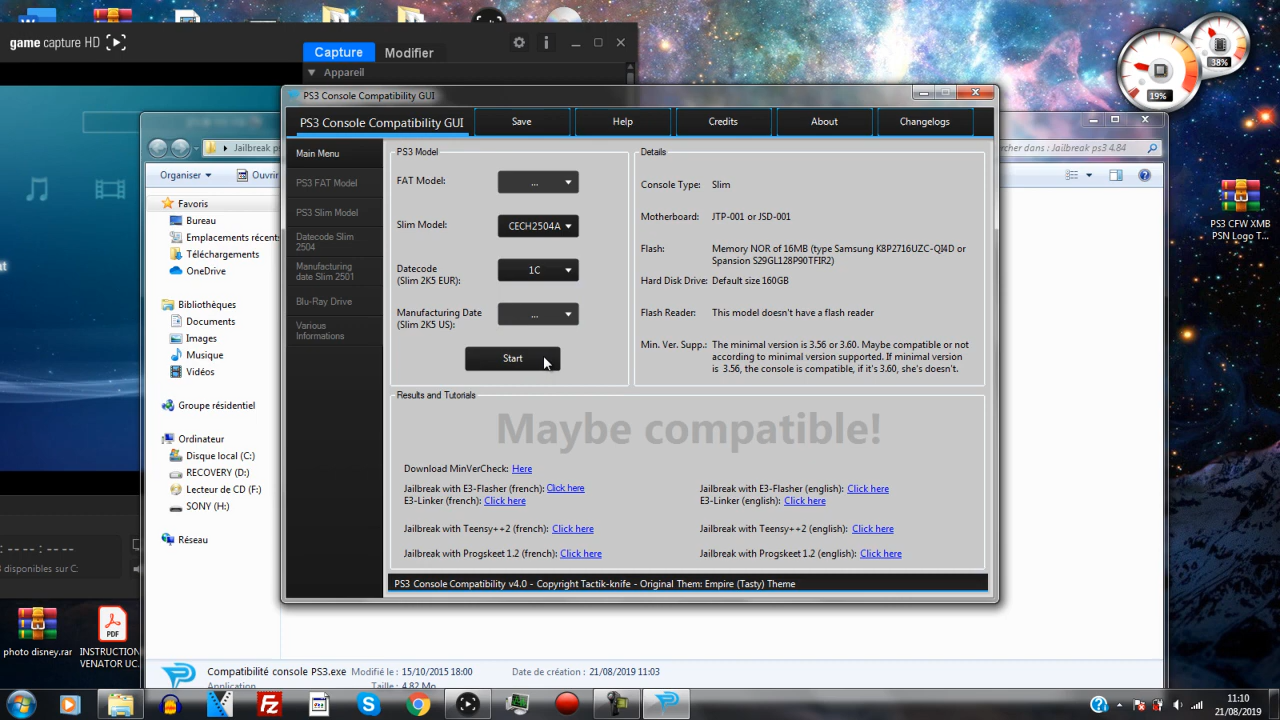 game capture HD
Capture
Modifier
Appareil
19%
38%
PS3 CFW XMB
PSN Logo T...
Jailbreak p
cher dans : Jailbreak ps3 4.84
Organiser
Ouvrir
Favoris
Bureau
Emplacements récent
Téléchargements
OneDrive
Bibliothèques
Documents
Images
Musique
Vidéos
Groupe résidentiel
Ordinateur
Disque local (C:)
RECOVERY (D:)
Lecteur de CD (F:)
SONY (H:)
Réseau
disponibles sur C:
photo disney.rar
PDF
INSTRUCTION
VENATOR UC...
PS3 Console Compatibility GUI
PS3 Console Compatibility GUI
Save
Help
Credits
About
Changelogs
Main Menu
PS3 FAT Model
PS3 Slim Model
Datecode Slim
2504
Manufacturing
date Slim 2501
Blu-Ray Drive
Various
Informations
PS3 Model
FAT Model:
...
Slim Model:
CECH2504A
Datecode
(Slim 2K5 EUR):
1C
Manufacturing Date
(Slim 2K5 US):
...
Start
Details
Console Type: Slim
Motherboard: JTP-001 or JSD-001
Flash: Memory NOR of 16MB (type Samsung K8P2716UZC-QI4D or
Spansion S29GL128P90TFIR2)
Hard Disk Drive: Default size 160GB
Flash Reader: This model doesn't have a flash reader
Min. Ver. Supp.: The minimal version is 3.56 or 3.60. Maybe compatible or not
according to minimal version supported. If minimal version
is 3.56, the console is compatible, if it's 3.60, she's doesn't.
Results and Tutorials
Maybe compatible!
Download MinVerCheck: Here
Jailbreak with E3-Flasher (french): Click here
E3-Linker (french): Click here
Jailbreak with Teensy++2 (french): Click here
Jailbreak with Progskeet 1.2 (french): Click here
Jailbreak with E3-Flasher (english): Click here
E3-Linker (english): Click here
Jailbreak with Teensy++2 (english): Click here
Jailbreak with Progskeet 1.2 (english): Click here
PS3 Console Compatibility v4.0 - Copyright Tactik-knife - Original Them: Empire (Tasty) Theme
Compatibilité console PS3.exe Modifié le : 15/10/2015 18:00 Date de création : 21/08/2019 11:03
Application Taille : 4,82 Mo
11:10
21/08/2019